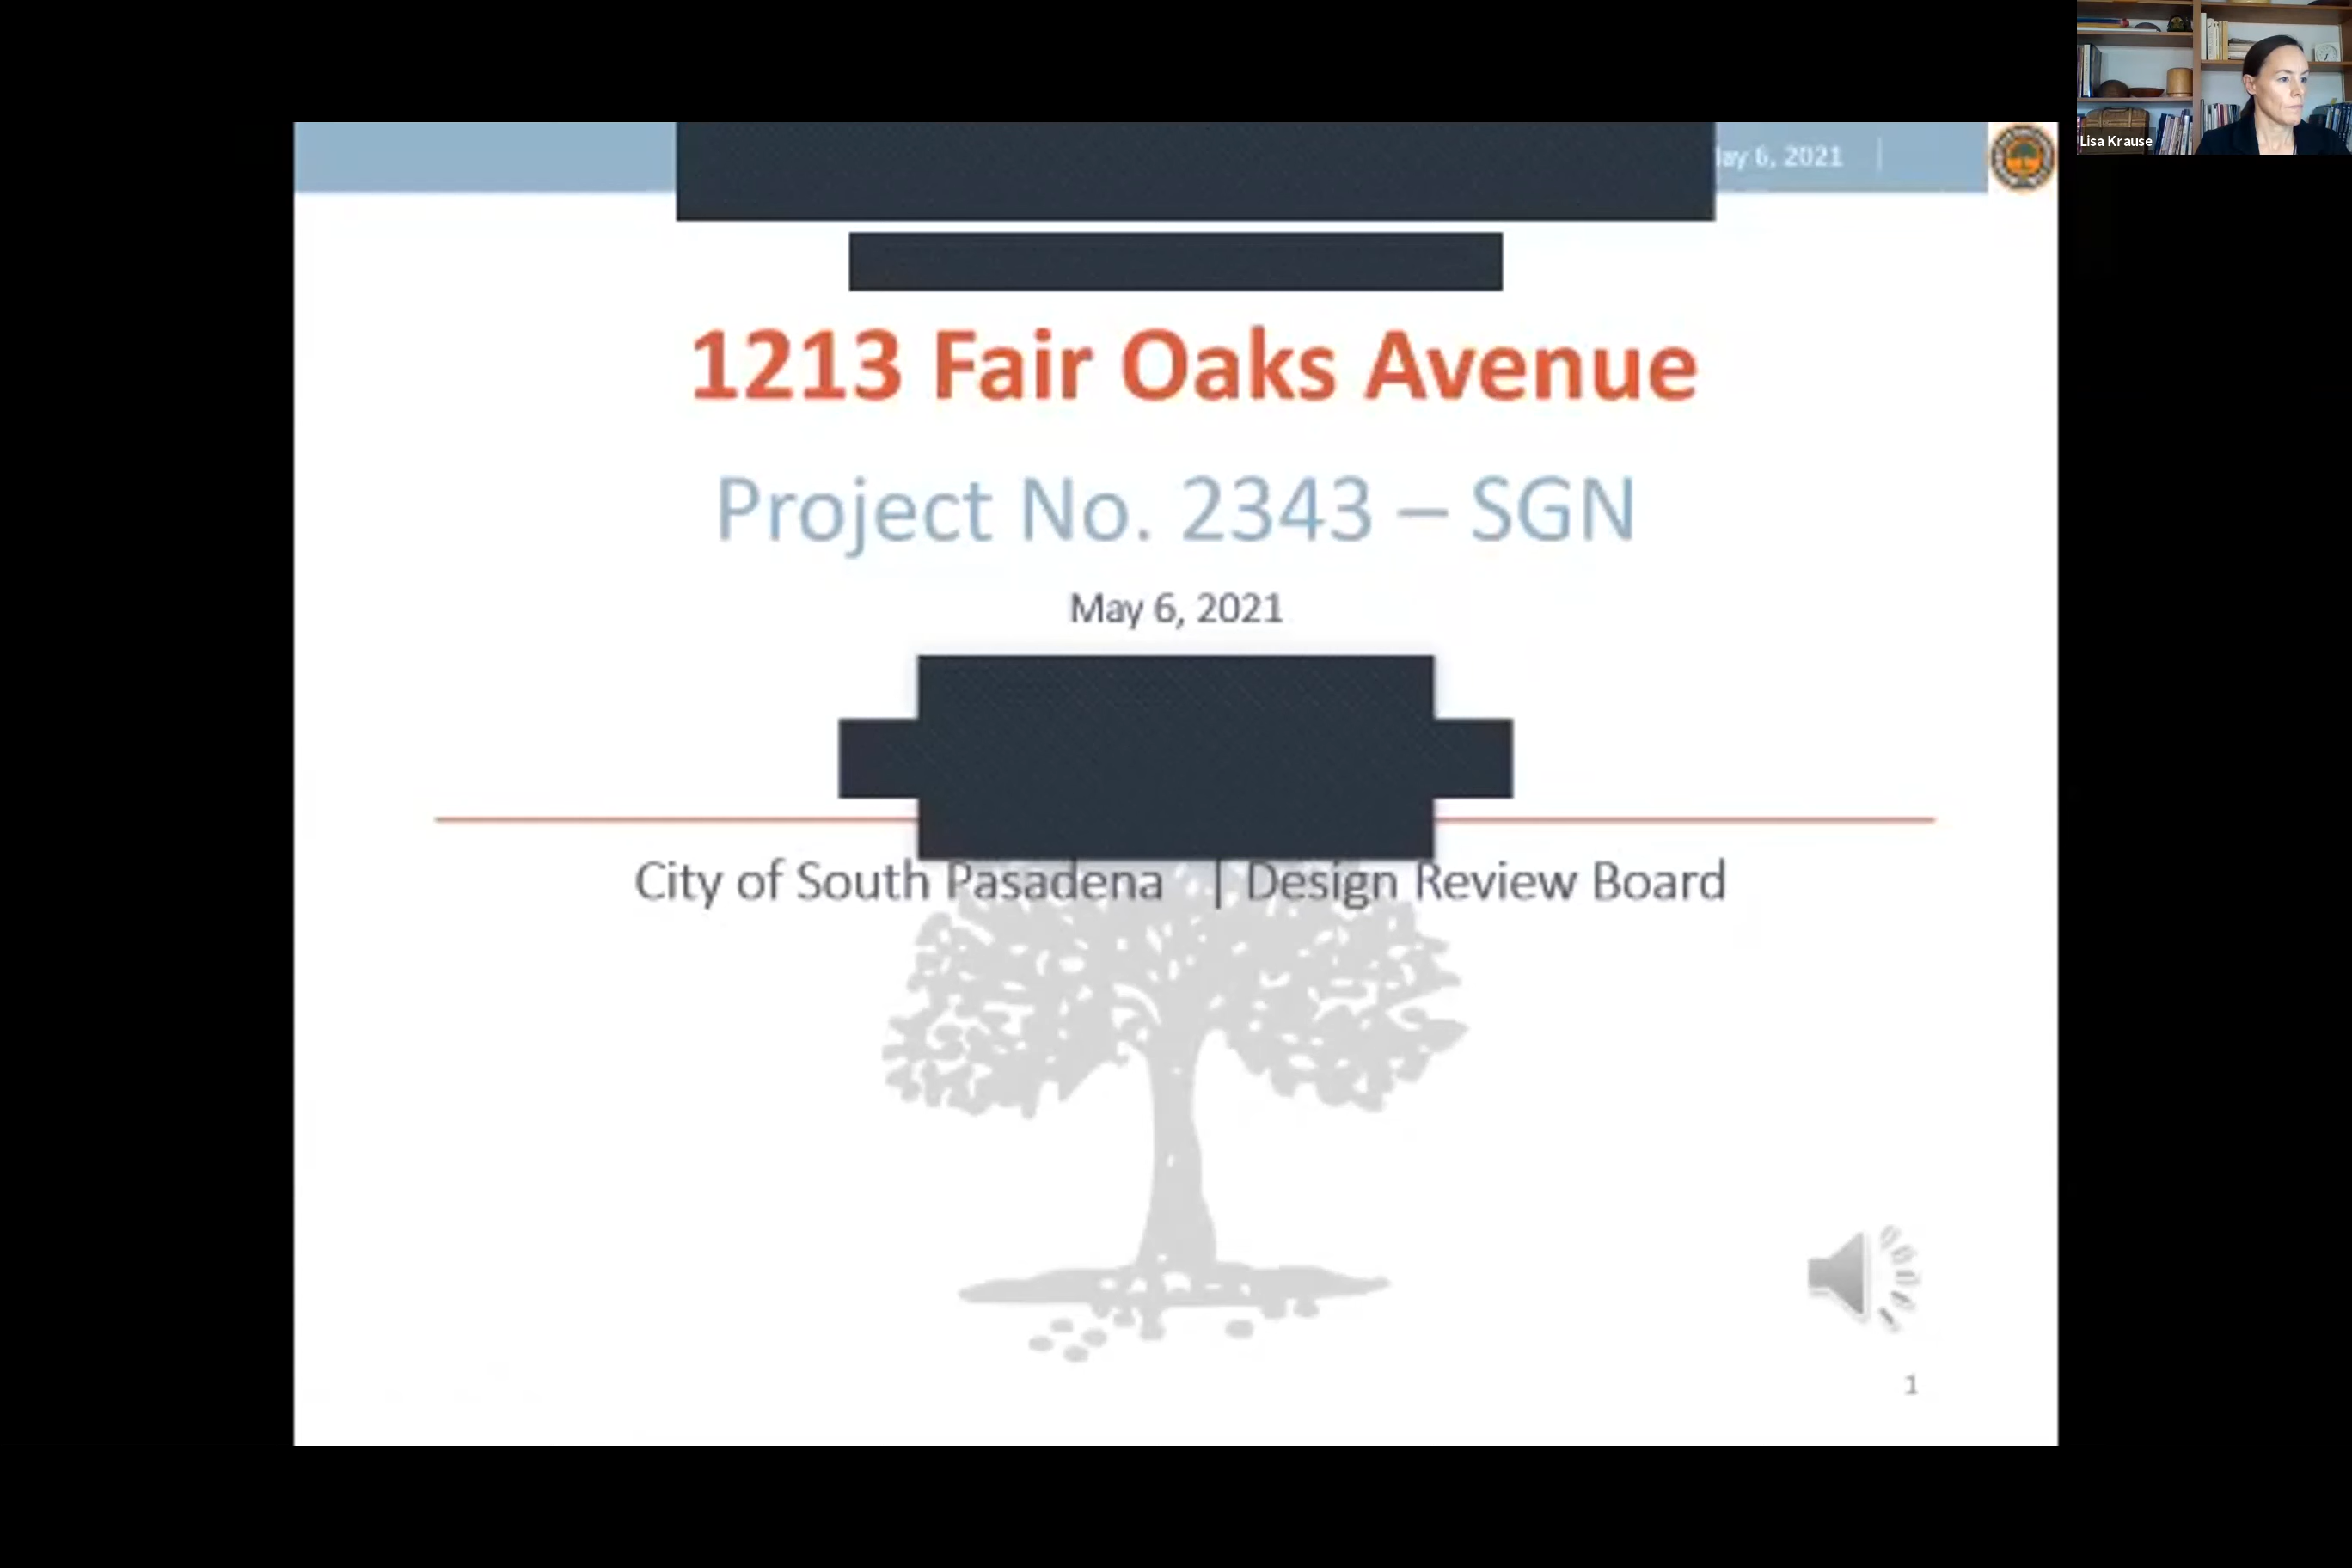 Lisa Krause
May 6, 2021
1213 Fair Oaks Avenue
Project No. 2343 – SGN
May 6, 2021
City of South Pasadena | Design Review Board
1